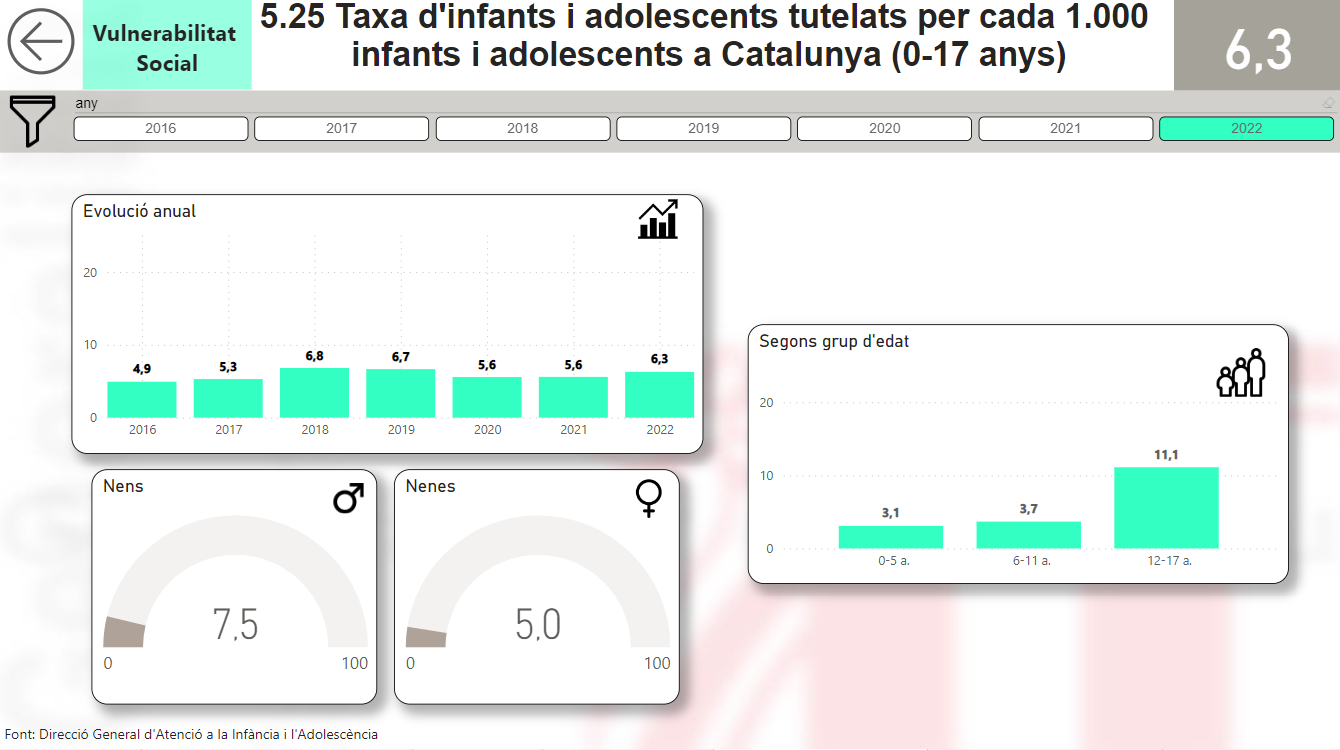 Vulnerabilitat
Social
5.25 Taxa d'infants i adolescents tutelats per cada 1.000
infants i adolescents a Catalunya (0-17 anys)
6,3
any
2016 2017 2018 2019 2020 2021 2022
Evolució anual
20
10
0
4,9 5,3 6,8 6,7 5,6 5,6 6,3
2016 2017 2018 2019 2020 2021 2022
Segons grup d'edat
20
10
0
3,1 3,7 11,1
0-5 a. 6-11 a. 12-17 a.
Nens
7,5
0 100
Nenes
5,0
0 100
Font: Direcció General d'Atenció a la Infància i l'Adolescència